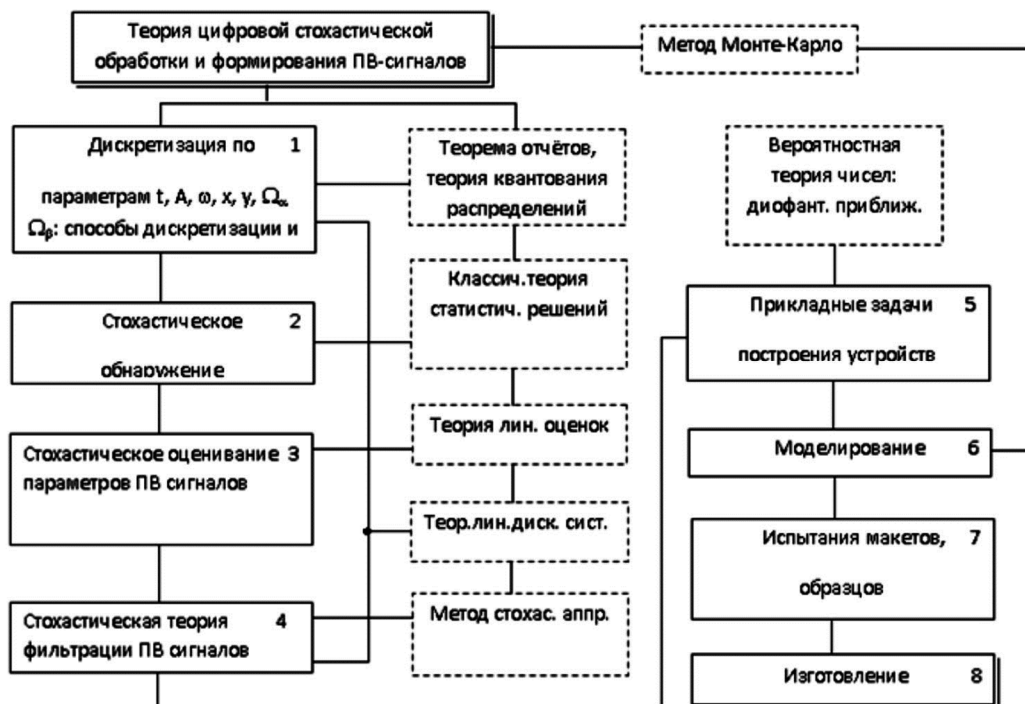 Теория цифровой стохастической
обработки и формирования ПВ-сигналов
Метод Монте-Карло
Дискретизация по 1
параметрам t, A, ω, x, γ, Ωα,
Ωβ: способы дискретизации и
Теорема отчётов,
теория квантования
распределений
Вероятностная
теория чисел:
диофант. приближ.
Стохастическое 2
обнаружение
Классич.теория
статистич. решений
Прикладные задачи 5
построения устройств
Стохастическое оценивание 3
параметров ПВ сигналов
Теория лин. оценок
Моделирование 6
Теор.лин.диск. сист.
Испытания макетов, 7
образцов
Стохастическая теория 4
фильтрации ПВ сигналов
Метод стохас. аппр.
Изготовление 8